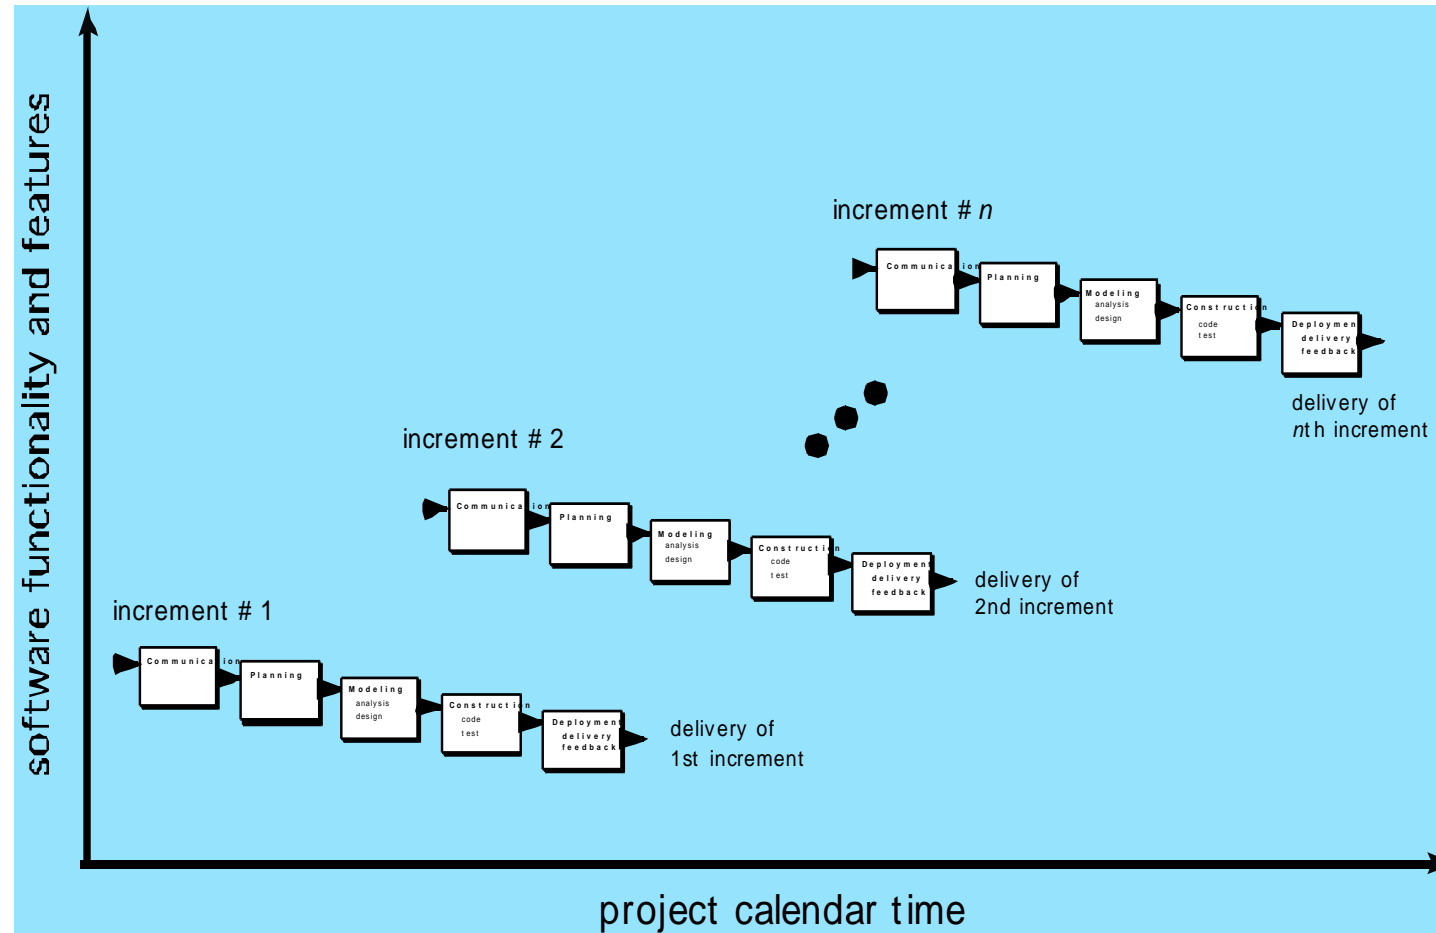 software functionality and features
increment # n
Communication
Planning
Modeling
analysis
design
Construction
code
test
Deployment
delivery
feedback
delivery of
nth increment
increment # 2
Communication
Planning
Modeling
analysis
design
Construction
code
test
Deployment
delivery
feedback
delivery of
2nd increment
increment # 1
Communication
Planning
Modeling
analysis
design
Construction
code
test
Deployment
delivery
feedback
delivery of
1st increment
project calendar time